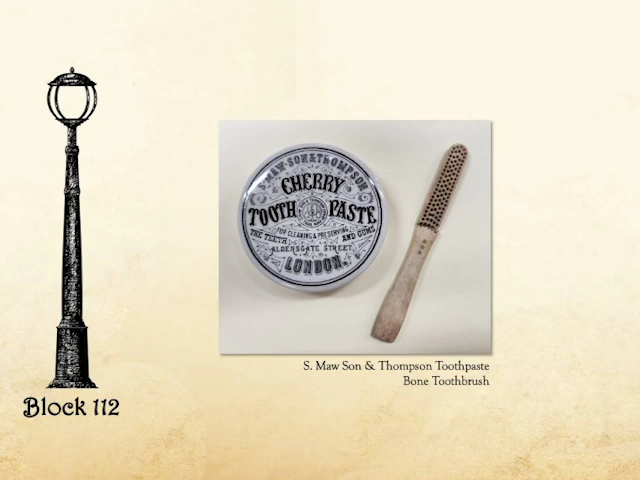 S. MAW·SON & THOMPSON
CHERRY
TOOTH PASTE
FOR CLEANING & PRESERVING
THE TEETH AND GUMS
ALDERSGATE STREET,
LONDON.
S. Maw Son & Thompson Toothpaste
Bone Toothbrush
Block 112